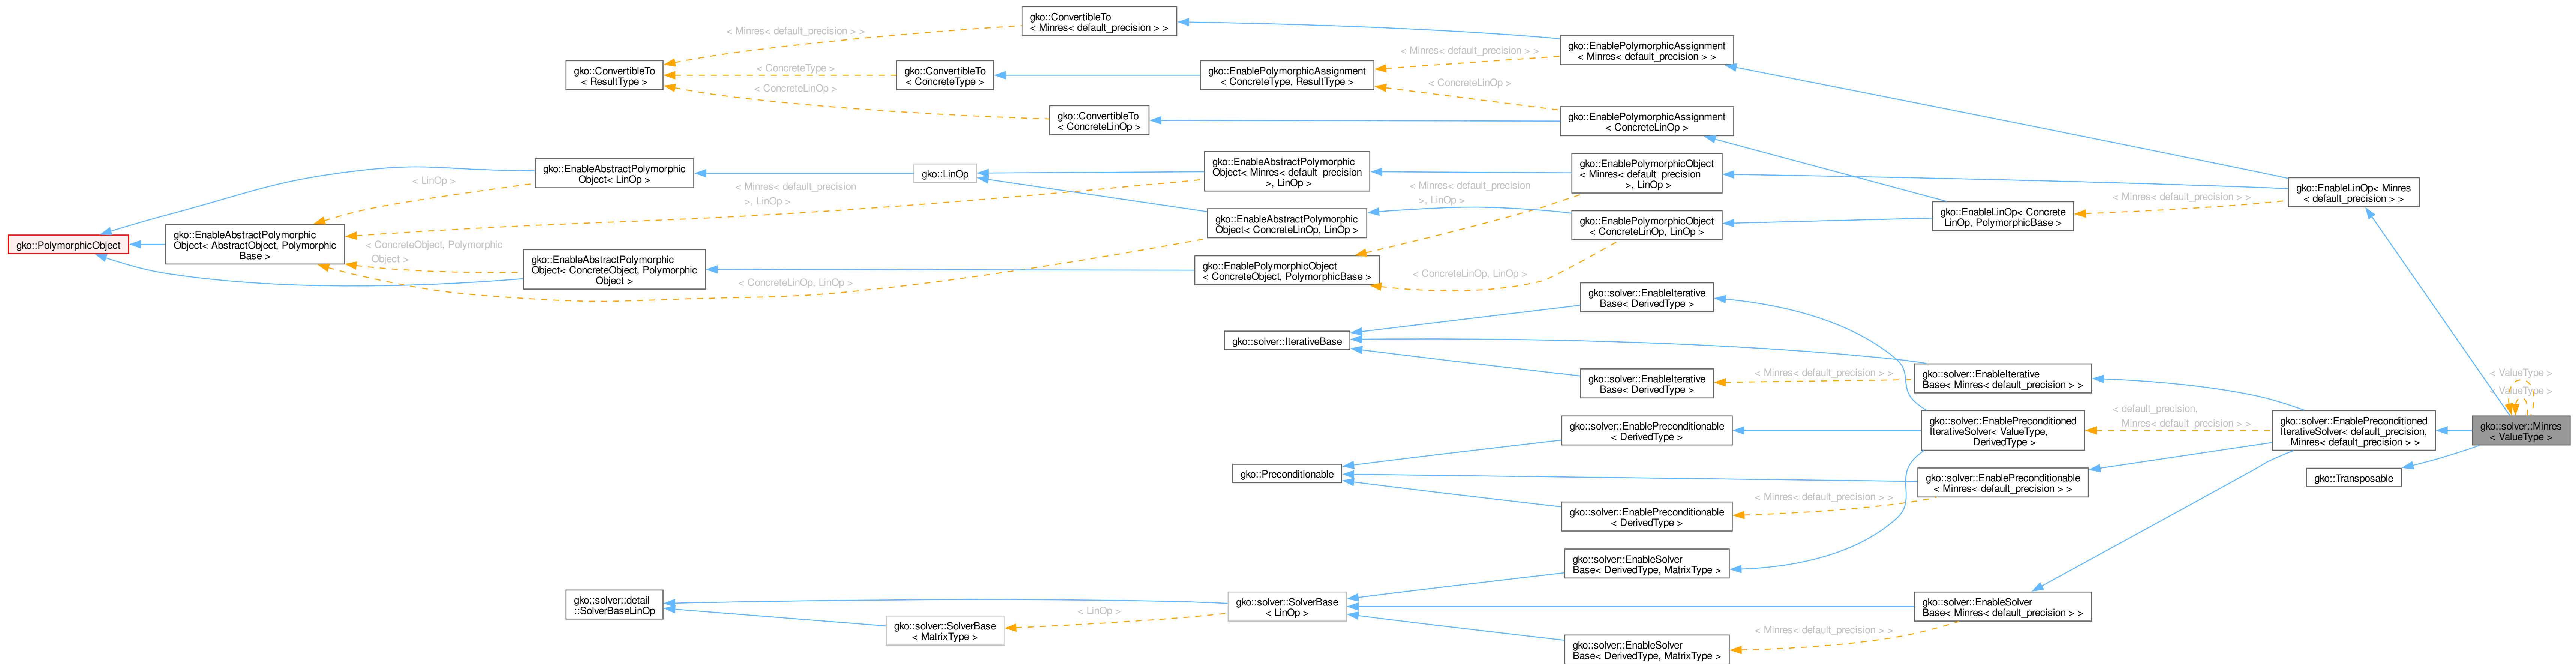 gko::ConvertibleTo
< Minres< default_precision > >
< Minres< default_precision > >
gko::EnablePolymorphicAssignment
< Minres< default_precision > >
< Minres< default_precision > >
gko::ConvertibleTo
< ResultType >
< ConcreteType >
gko::ConvertibleTo
< ConcreteType >
gko::EnablePolymorphicAssignment
< ConcreteType, ResultType >
< ConcreteLinOp >
< ConcreteLinOp >
gko::ConvertibleTo
< ConcreteLinOp >
gko::EnablePolymorphicAssignment
< ConcreteLinOp >
gko::EnableAbstractPolymorphic
Object< LinOp >
gko::LinOp
gko::EnableAbstractPolymorphic
Object< Minres< default_precision
>, LinOp >
gko::EnablePolymorphicObject
< Minres< default_precision
>, LinOp >
< LinOp >
< Minres< default_precision
>, LinOp >
< Minres< default_precision
>, LinOp >
gko::EnableLinOp< Minres
< default_precision > >
< Minres< default_precision > >
gko::EnableLinOp< Concrete
LinOp, PolymorphicBase >
gko::EnableAbstractPolymorphic
Object< ConcreteLinOp, LinOp >
gko::EnablePolymorphicObject
< ConcreteLinOp, LinOp >
gko::PolymorphicObject
gko::EnableAbstractPolymorphic
Object< AbstractObject, Polymorphic
Base >
< ConcreteObject, Polymorphic
Object >
gko::EnableAbstractPolymorphic
Object< ConcreteObject, Polymorphic
Object >
< ConcreteLinOp, LinOp >
gko::EnablePolymorphicObject
< ConcreteObject, PolymorphicBase >
< ConcreteLinOp, LinOp >
gko::solver::EnableIterative
Base< DerivedType >
gko::solver::IterativeBase
gko::solver::EnableIterative
Base< DerivedType >
< Minres< default_precision > >
gko::solver::EnableIterative
Base< Minres< default_precision > >
< ValueType >
< ValueType >
gko::solver::EnablePreconditionable
< DerivedType >
gko::solver::EnablePreconditioned
IterativeSolver< ValueType,
DerivedType >
< default_precision,
Minres< default_precision > >
gko::solver::EnablePreconditioned
IterativeSolver< default_precision,
Minres< default_precision > >
gko::solver::Minres
< ValueType >
gko::Preconditionable
gko::solver::EnablePreconditionable
< Minres< default_precision > >
gko::Transposable
< Minres< default_precision > >
gko::solver::EnablePreconditionable
< DerivedType >
gko::solver::EnableSolver
Base< DerivedType, MatrixType >
gko::solver::detail
::SolverBaseLinOp
< LinOp >
gko::solver::SolverBase
< MatrixType >
gko::solver::SolverBase
< LinOp >
gko::solver::EnableSolver
Base< Minres< default_precision > >
< Minres< default_precision > >
gko::solver::EnableSolver
Base< DerivedType, MatrixType >